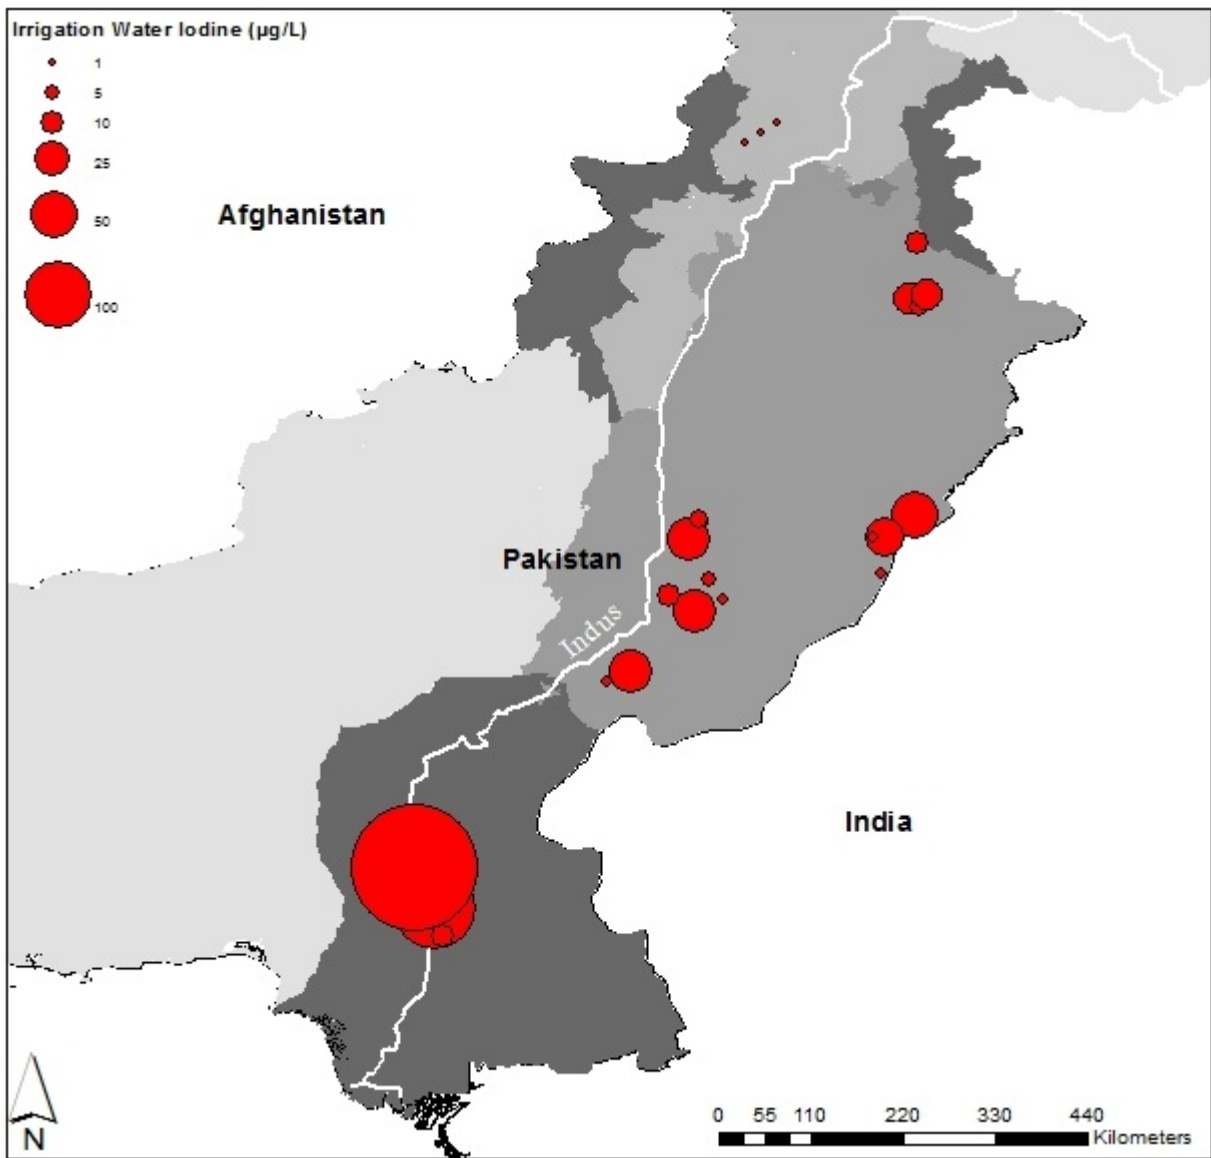 Irrigation Water Iodine (µg/L)
1
5
10
25
50
100
Afghanistan
Pakistan
Indus
India
N
0 55 110 220 330 440
Kilometers